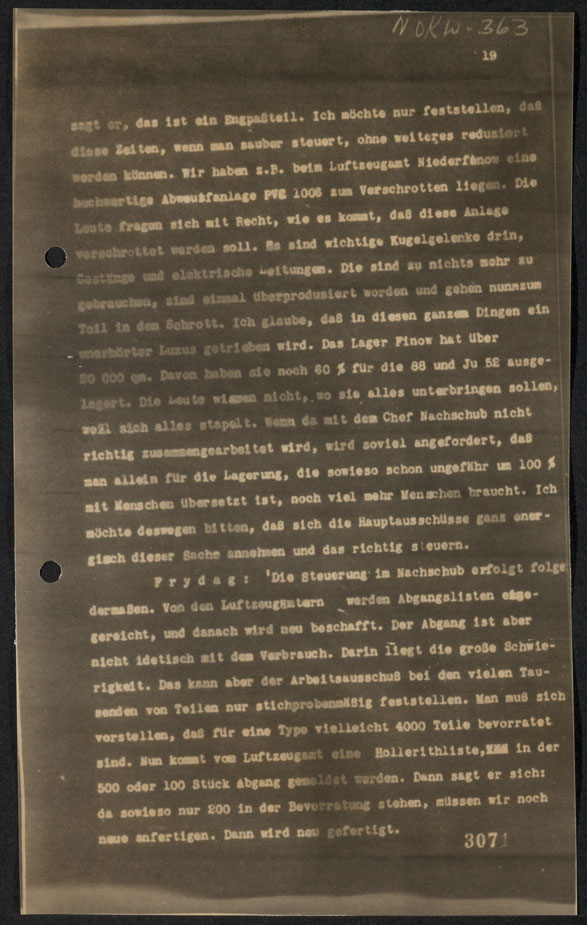 NOKW-363
19
sagt er, das ist ein Engpaßteil. Ich möchte nur feststellen, daß
diese Zeiten, wenn man sauber steuert, ohne weiteres reduziert
werden können. Wir haben z.B. beim Luftzeugamt Niederfinow eine
hochwertige Abwurfanlage PVC 1006 zum Verschrotten liegen. Die
Leute fragen sich mit Recht, wie es kommt, daß diese Anlage
verschrottet werden soll. Es sind wichtige Kugelgelenke drin,
Gestänge und elektrische Leitungen. Die sind zu nichts mehr zu
gebrauchen, sind einmal überproduziert worden und gehen nunnzum
Teil in den Schrott. Ich glaube, daß in diesen ganzen Dingen ein
unerhörter Luxus getrieben wird. Das Lager Finow hat über
20 000 qm. Davon haben sie noch 60 % für die 88 und Ju 52 ausge-
lagert. Die Leute wissen nicht, wo sie alles unterbringen sollen,
weil sich alles stapelt. Wenn da mit dem Chef Nachschub nicht
richtig zusammengearbeitet wird, wird soviel angefordert, daß
man allein für die Lagerung, die sowieso schon ungefähr um 100 %
mit Menschen übersetzt ist, noch viel mehr Menschen braucht. Ich
möchte deswegen bitten, daß sich die Hauptausschüsse ganz ener-
gisch dieser Sache annehmen und das richtig steuern.
F r y d a g : 'Die Steuerung im Nachschub erfolgt folge
dermaßen. Von den Luftzeugämtern werden Abgangslisten einge-
gereicht, und danach wird neu beschafft. Der Abgang ist aber
nicht idetisch mit dem Verbrauch. Darin liegt die große Schwie-
rigkeit. Das kann aber der Arbeitsausschuß bei den vielen Tau-
senden von Teilen nur stichprobenmäßig feststellen. Man muß sich
vorstellen, daß für eine Type vielleicht 4000 Teile bevorratet
sind. Nun kommt vom Luftzeugamt eine Hollerithliste, in der
500 oder 100 Stück Abgang gemeldet werden. Dann sagt er sich:
da sowieso nur 200 in der Bevorratung stehen, müssen wir noch
neue anfertigen. Dann wird neu gefertigt.
3071